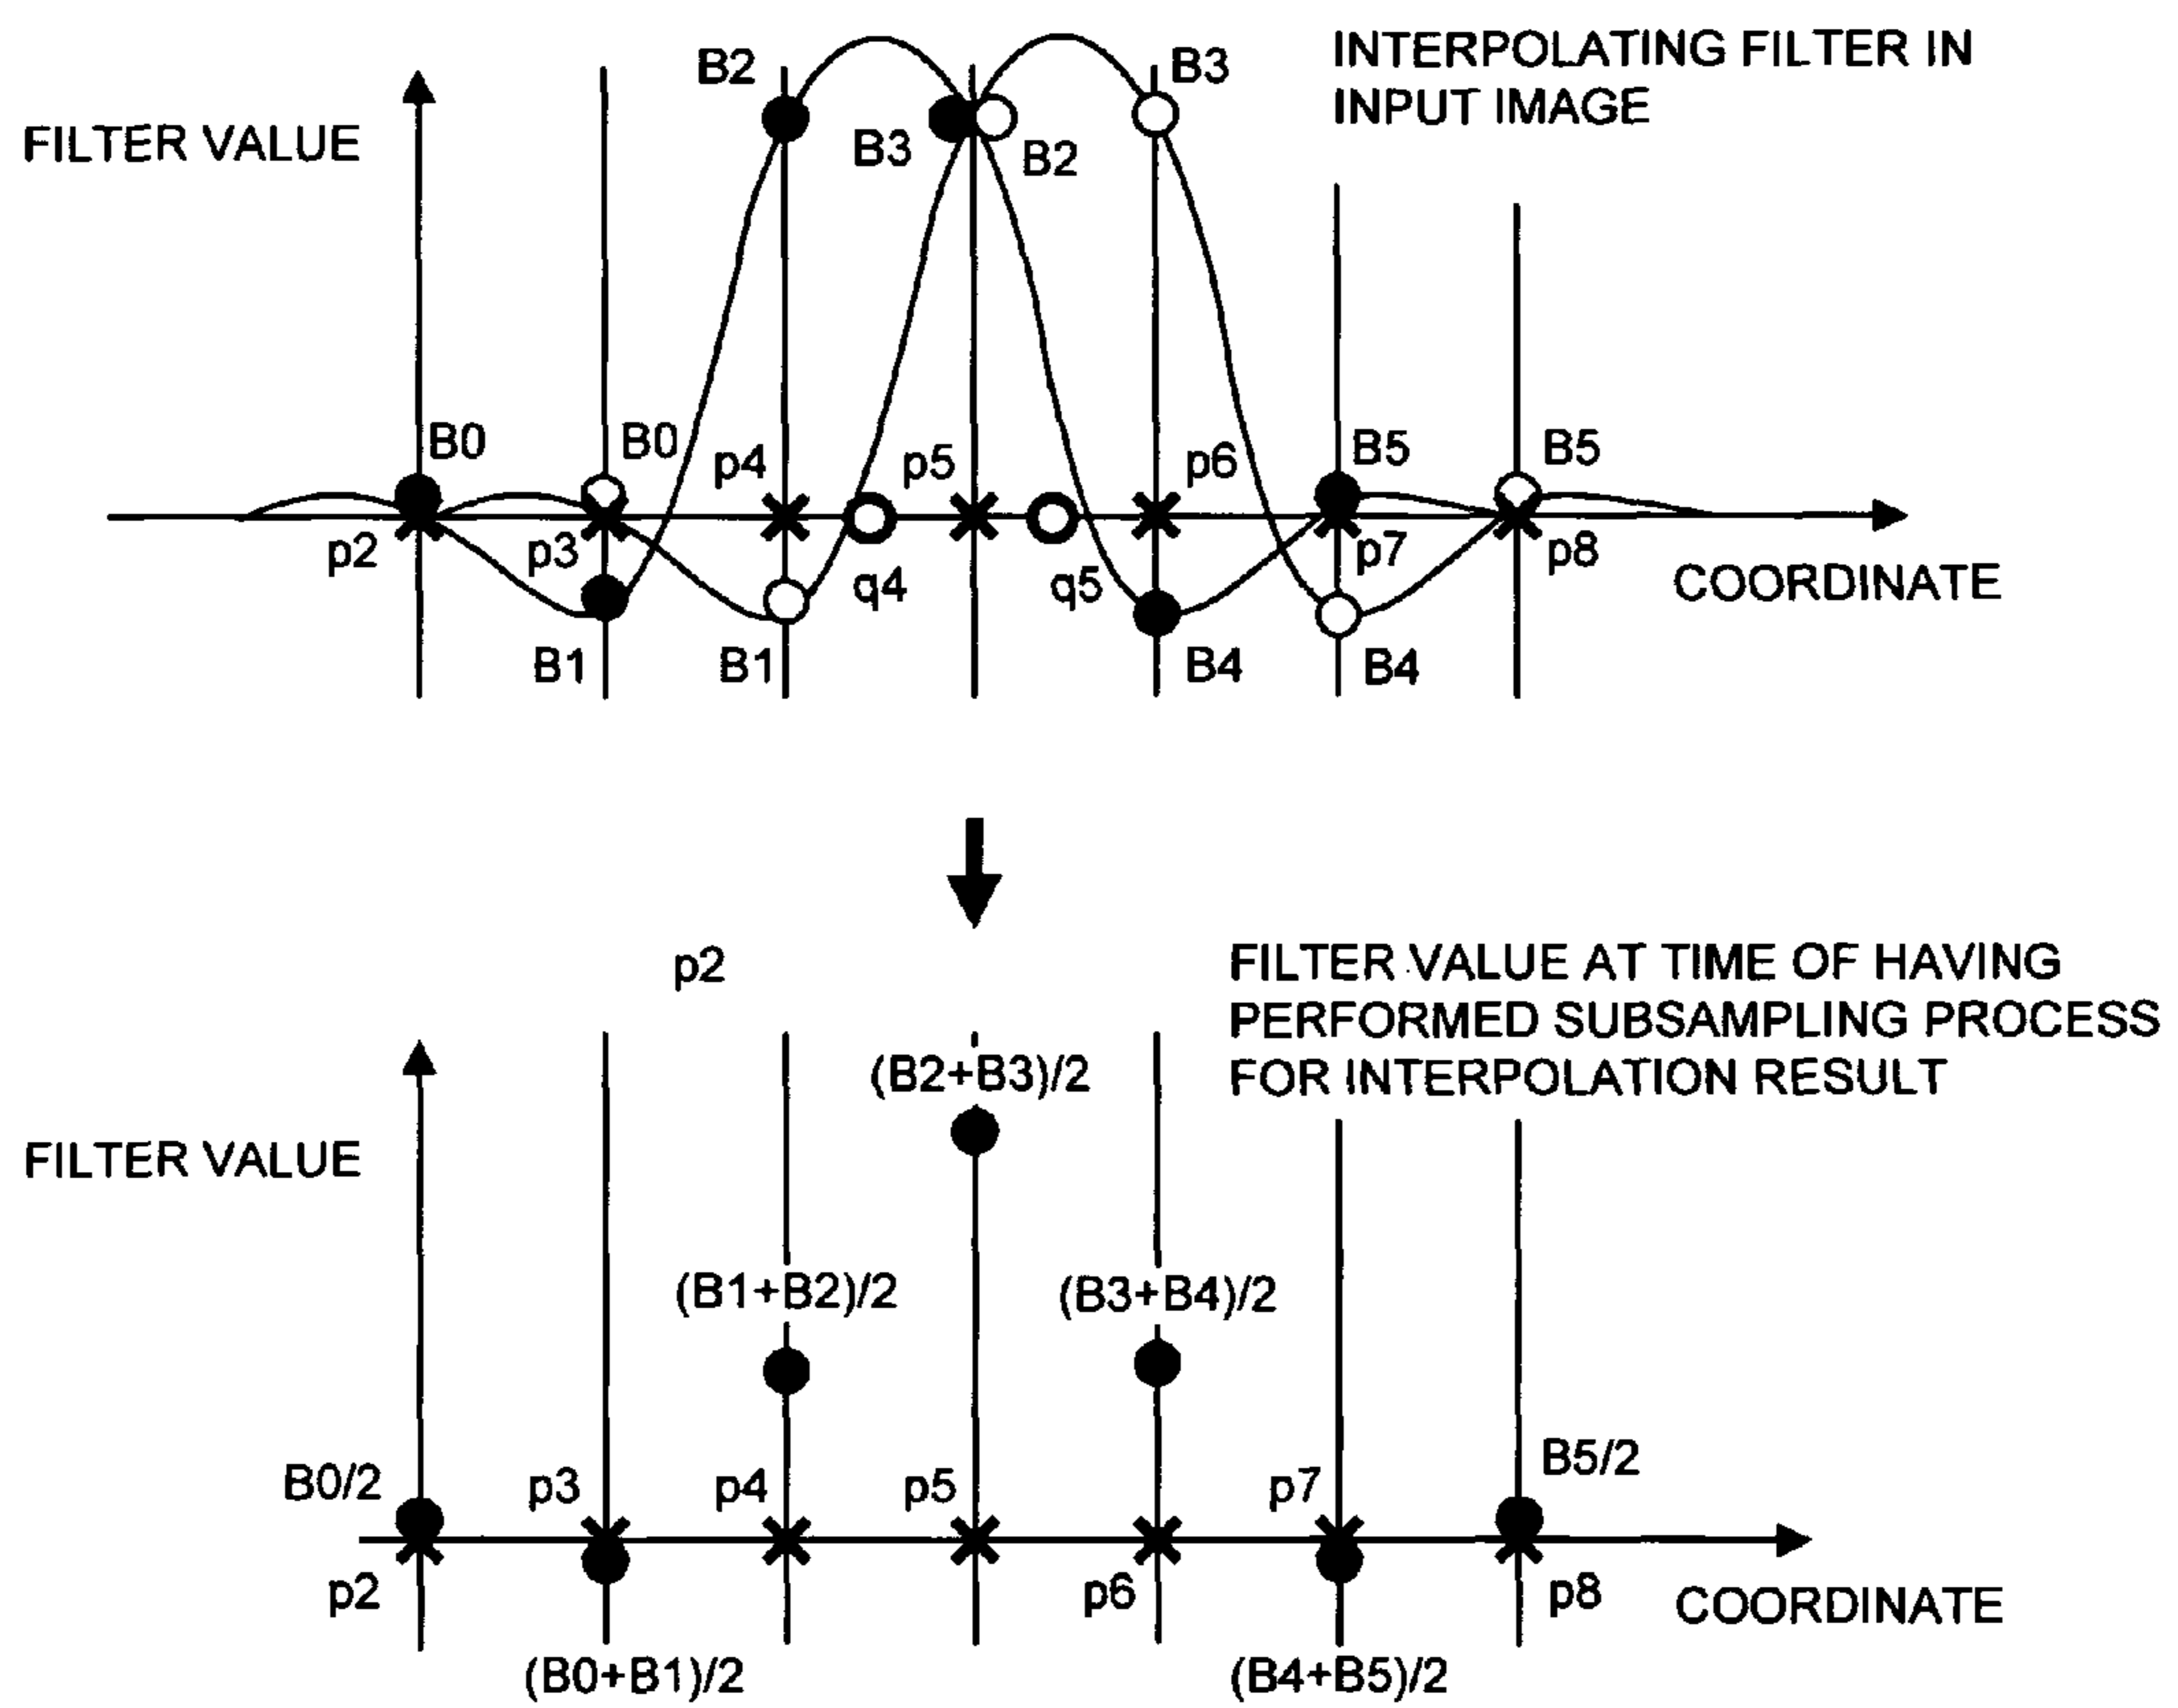 INTERPOLATING FILTER IN
INPUT IMAGE
FILTER VALUE
B2
B3
B3
B2
B0
B0
p4
p5
p6
B5
B5
p2
p3
q4
q5
p7
p8
COORDINATE
B1
B1
B4
B4
p2
FILTER VALUE AT TIME OF HAVING
PERFORMED SUBSAMPLING PROCESS
FOR INTERPOLATION RESULT
(B2+B3)/2
FILTER VALUE
(B1+B2)/2
(B3+B4)/2
B0/2
p3
p4
p5
p7
B5/2
p2
p6
p8
COORDINATE
(B0+B1)/2
(B4+B5)/2